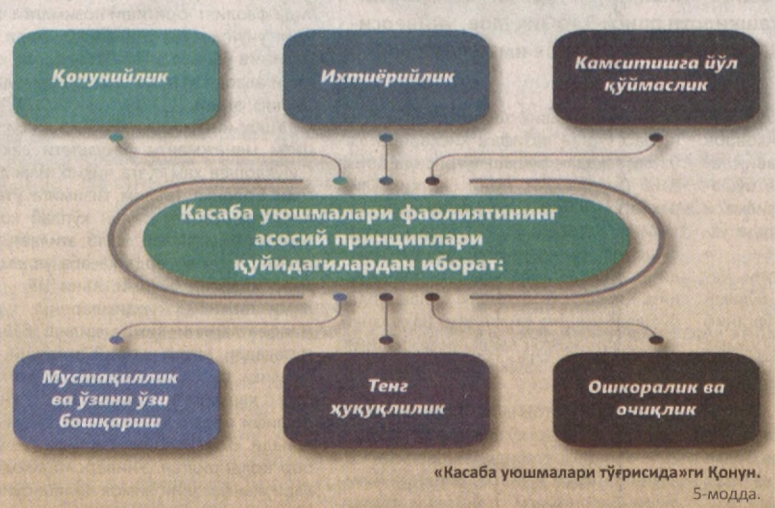 Қонунийлик
Ихтиёрийлик
Камситишга йўл
қўймаслик
Касаба уюшмалари фаолиятининг
асосий принциплари
қуйидагилардан иборат:
Мустақиллик
ва ўзини ўзи
бошқариш
Тенг
ҳуқуқлилик
Ошкоралик ва
очиқлик
«Касаба уюшмалари тўғрисида»ги Қонун.
5-модда.